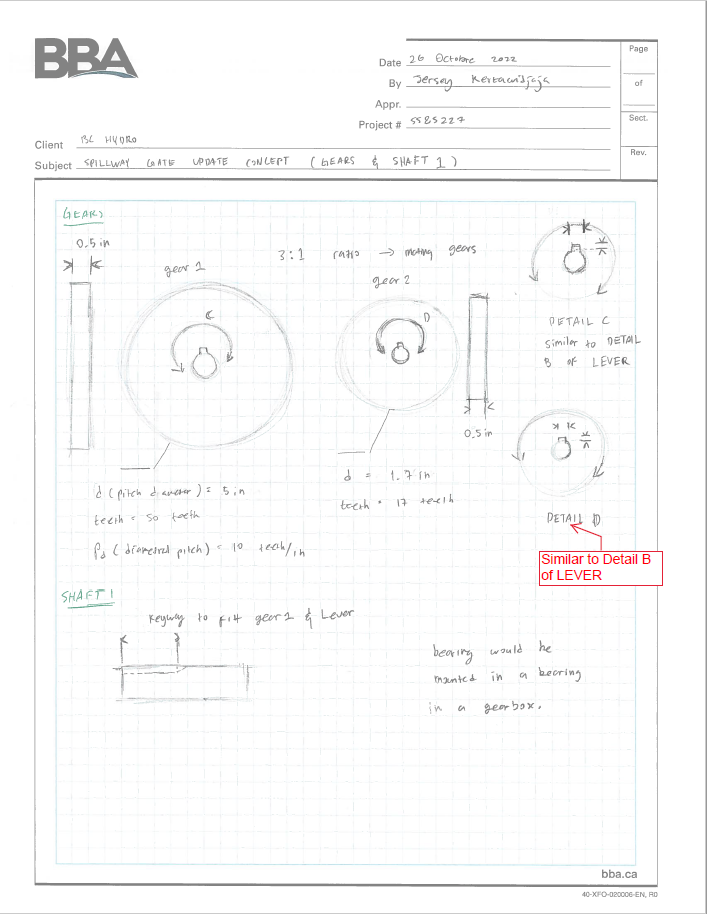 BBA
Page
of
Sect.
Rev.
Date 26 Octobre 2022
By Jersey Kertawidjaja
Appr.
Project # 5585227
Client BC HYDRO
Subject SPILLWAY GATE UPDATE CONCEPT (GEARS & SHAFT 1)
GEARS
0.5 in
3:1 ratio → mating gears
gear 1
gear 2
C
D
DETAIL C
similar to DETAIL
B of LEVER
0.5 in
d (pitch diameter) = 5 in
teeth = 50 teeth
Pd (diametral pitch) = 10 teeth/in
d = 1.7 in
teeth = 17 teeth
DETAIL D
Similar to Detail B
of LEVER
SHAFT 1
Keyway to fit gear 1 & Lever
bearing would be
mounted in a bearing
in a gearbox.
bba.ca
40-XFO-020006-EN, R0